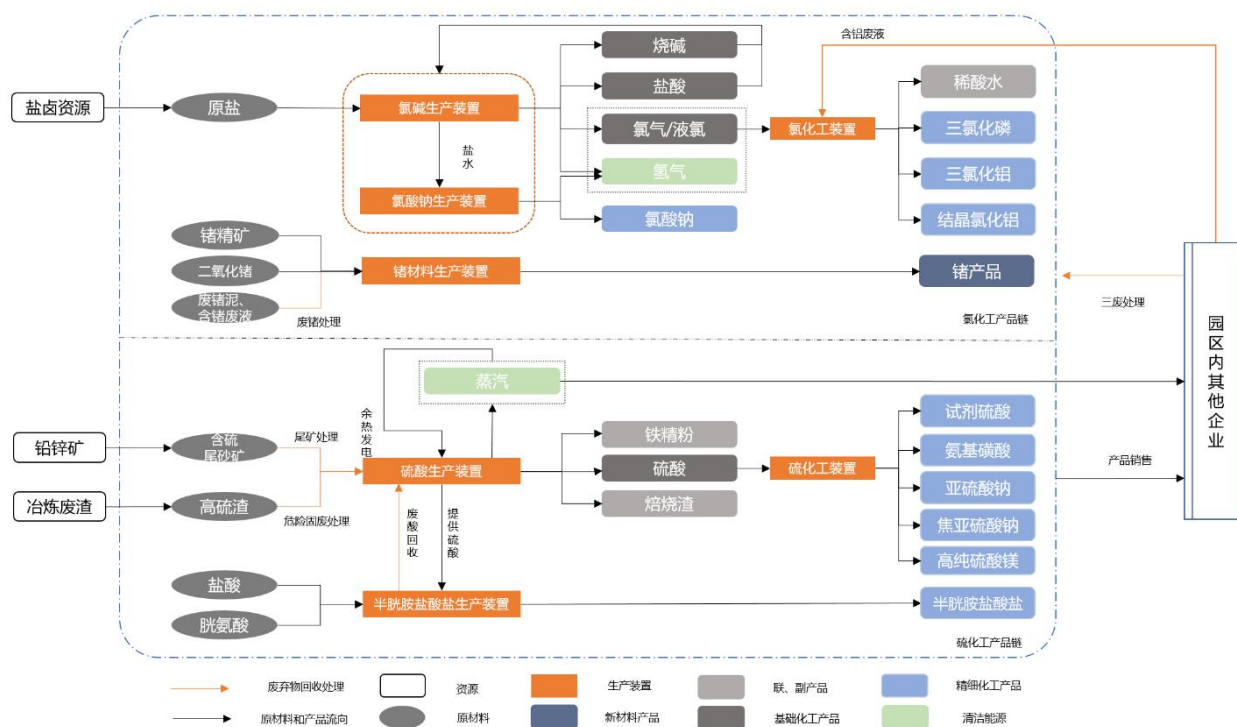 含铝废液
烧碱
盐酸
稀酸水
盐卤资源
原盐
氯碱生产装置
氯气/液氯
氯化工装置
三氯化磷
盐
水
氢气
三氯化铝
氯酸钠生产装置
氯酸钠
结晶氯化铝
锗精矿
二氧化锗
锗材料生产装置
锗产品
废锗泥、
含锗废液
废锗处理
氯化工产品链
三废处理
园
区
内
其
他
企
业
蒸汽
余
热
发
电
试剂硫酸
铅锌矿
含硫
尾砂矿
尾矿处理
铁精粉
氨基磺酸
硫酸生产装置
硫酸
硫化工装置
产品销售
亚硫酸钠
冶炼废渣
高硫渣
危险固废处理
焙烧渣
废
酸
回
收
提
供
硫
酸
焦亚硫酸钠
高纯硫酸镁
盐酸
胱氨酸
半胱胺盐酸盐生产装置
半胱胺盐酸盐
硫化工产品链
废弃物回收处理
资源
生产装置
联、副产品
精细化工产品
原材料和产品流向
原材料
新材料产品
基础化工产品
清洁能源